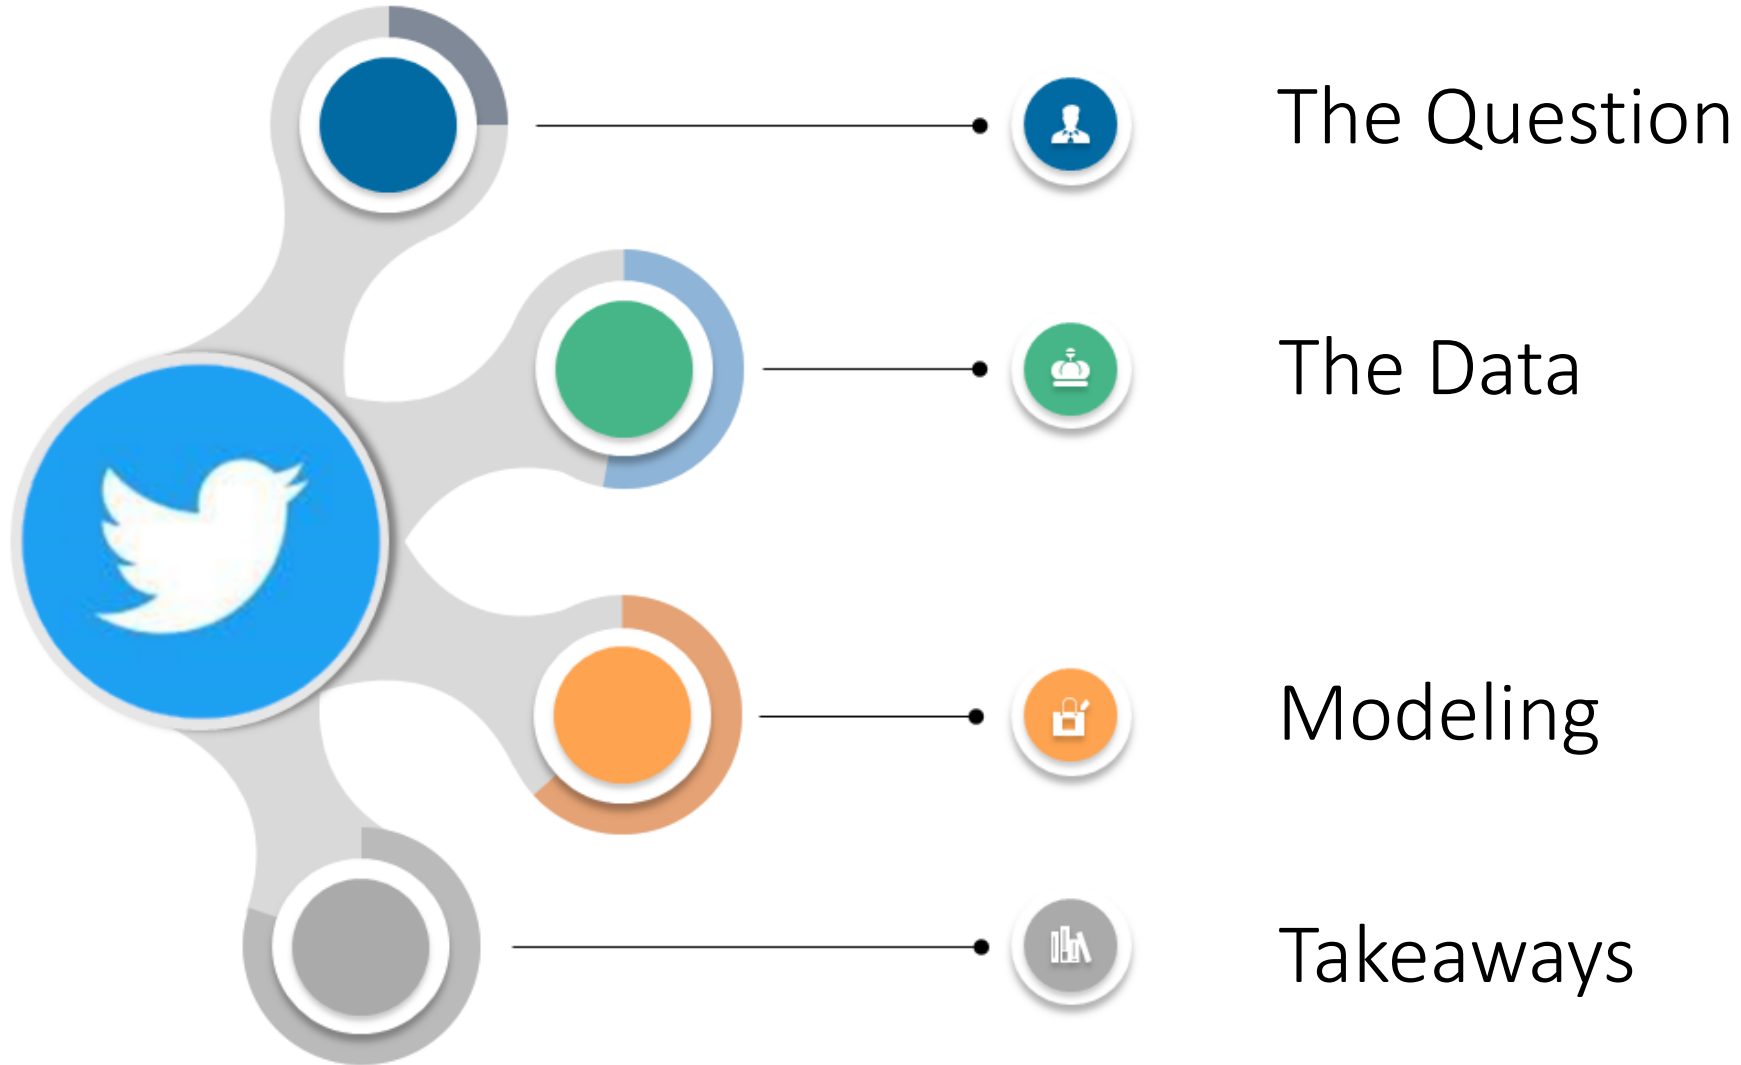 The Question
The Data
Modeling
Takeaways